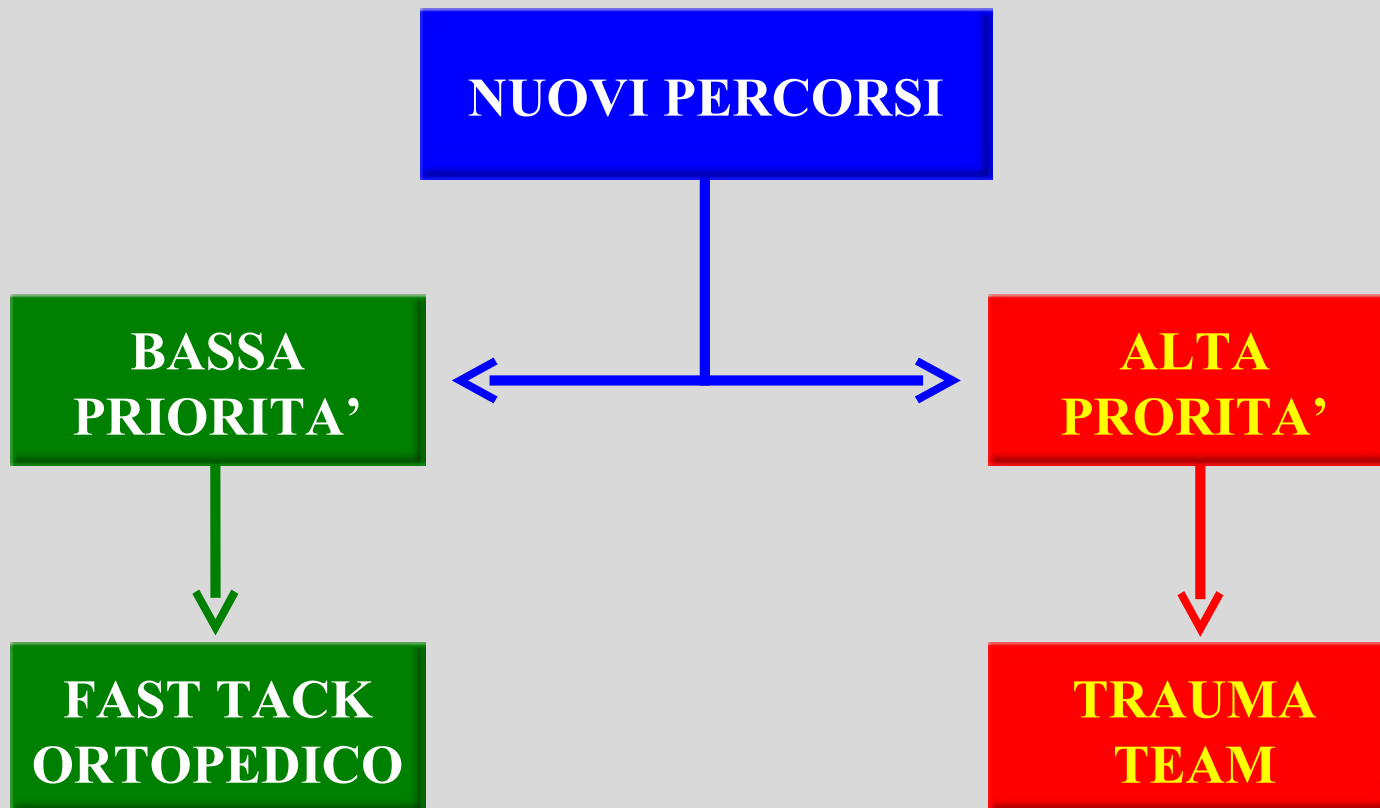 NUOVI PERCORSI
BASSA
PRIORITA’
ALTA
PRORITA’
FAST TACK
ORTOPEDICO
TRAUMA
TEAM